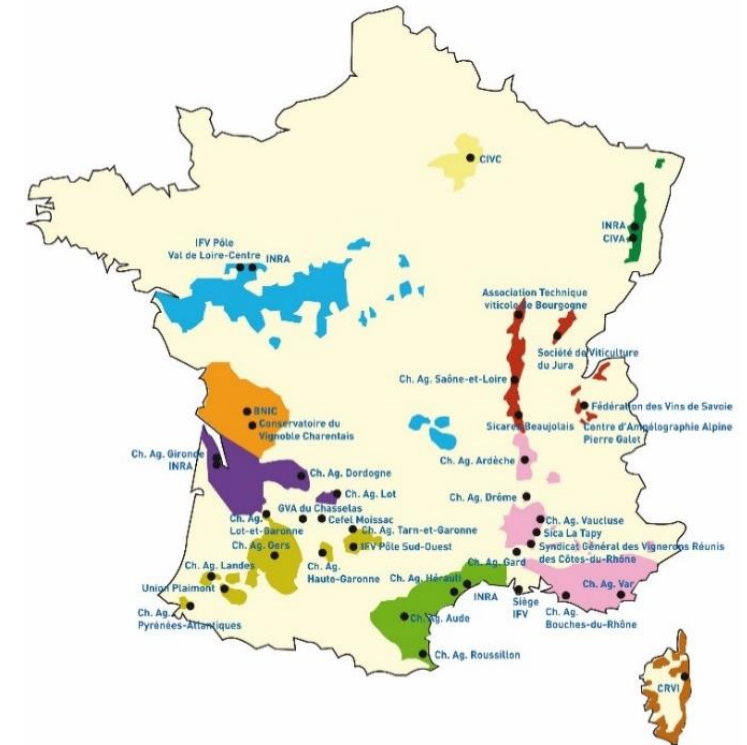 CIVC
INRA
CIVA
IFV Pôle
Val de Loire-Centre
INRA
Association Technique
viticole de Bourgogne
Société de Viticulture
du Jura
Ch. Ag. Saône-et-Loire
Fédération des Vins de Savoie
Sicarex Beaujolais
Centre d'Ampélographie Alpine
Pierre Galet
BNIC
Conservatoire du
Vignoble Charentais
Ch. Ag. Gironde
INRA
Ch. Ag. Ardèche
Ch. Ag. Dordogne
Ch. Ag. Lot
Ch. Ag. Drôme
GVA du Chasselas
Ch. Ag.
Lot-et-Garonne
Cefel Moissac
Ch. Ag. Tarn-et-Garonne
Ch. Ag. Vaucluse
Sica La Tapy
Ch. Ag. Gers
IFV Pôle Sud-Ouest
Syndicat Général des Vignerons Réunis
des Côtes-du-Rhône
Ch. Ag. Gard
Ch. Ag. Landes
Ch. Ag.
Haute-Garonne
Ch. Ag. Hérault
Union Plaimont
INRA
Siège
IFV
Ch. Ag. Var
Ch. Ag.
Pyrénées-Atlantiques
Ch. Ag. Aude
Ch. Ag.
Bouches-du-Rhône
Ch. Ag. Roussillon
CRVI